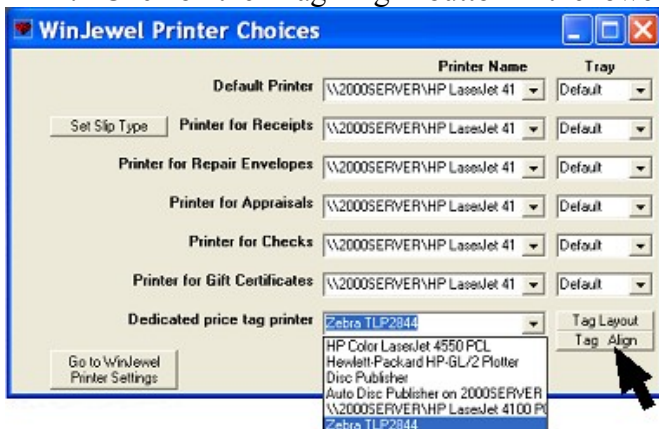 WinJewel Printer Choices
Printer Name Tray
Default Printer \\2000SERVER\HP LaserJet 41 Default
Set Slip Type Printer for Receipts \\2000SERVER\HP LaserJet 41 Default
Printer for Repair Envelopes \\2000SERVER\HP LaserJet 41 Default
Printer for Appraisals \\2000SERVER\HP LaserJet 41 Default
Printer for Checks \\2000SERVER\HP LaserJet 41 Default
Printer for Gift Certificates \\2000SERVER\HP LaserJet 41 Default
Dedicated price tag printer Zebra TLP2844 Tag Layout
Tag Align
HP Color LaserJet 4550 PCL
Go to WinJewel
Printer Settings
Hewlett-Packard HP-GL/2 Plotter
Disc Publisher
Auto Disc Publisher on 2000SERVER
\\2000SERVER\HP LaserJet 4100
Zebra TLP2844